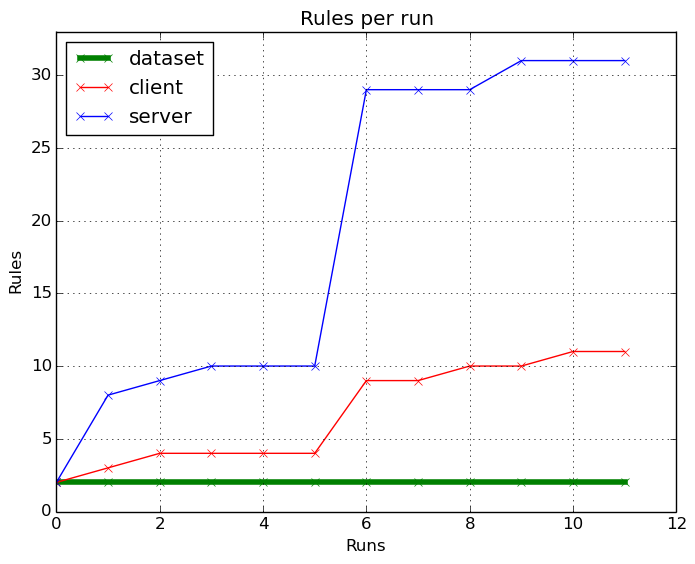 Rules per run
dataset
client
server
Rules
30
25
20
15
10
5
0
0 2 4 6 8 10 12
Runs